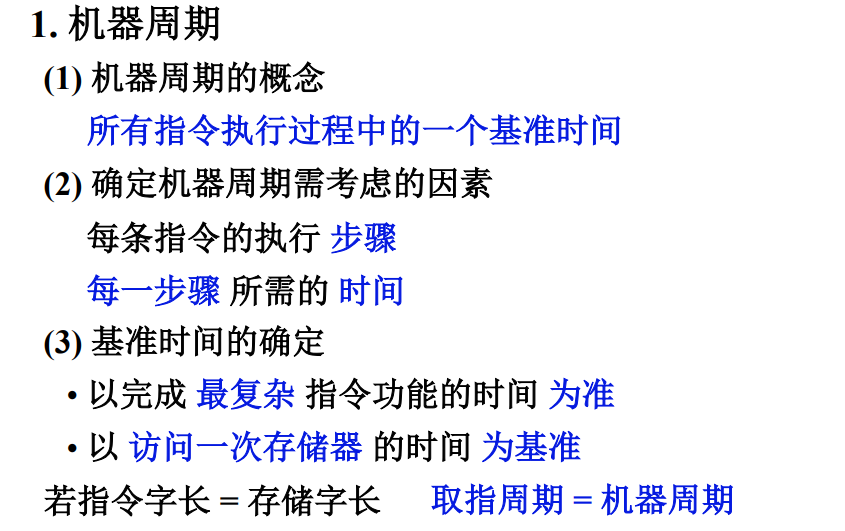 1. 机器周期
(1) 机器周期的概念
所有指令执行过程中的一个基准时间
(2) 确定机器周期需考虑的因素
每条指令的执行 步骤
每一步骤 所需的 时间
(3) 基准时间的确定
• 以完成 最复杂 指令功能的时间 为准
• 以 访问一次存储器 的时间 为基准
若指令字长 = 存储字长 取指周期 = 机器周期